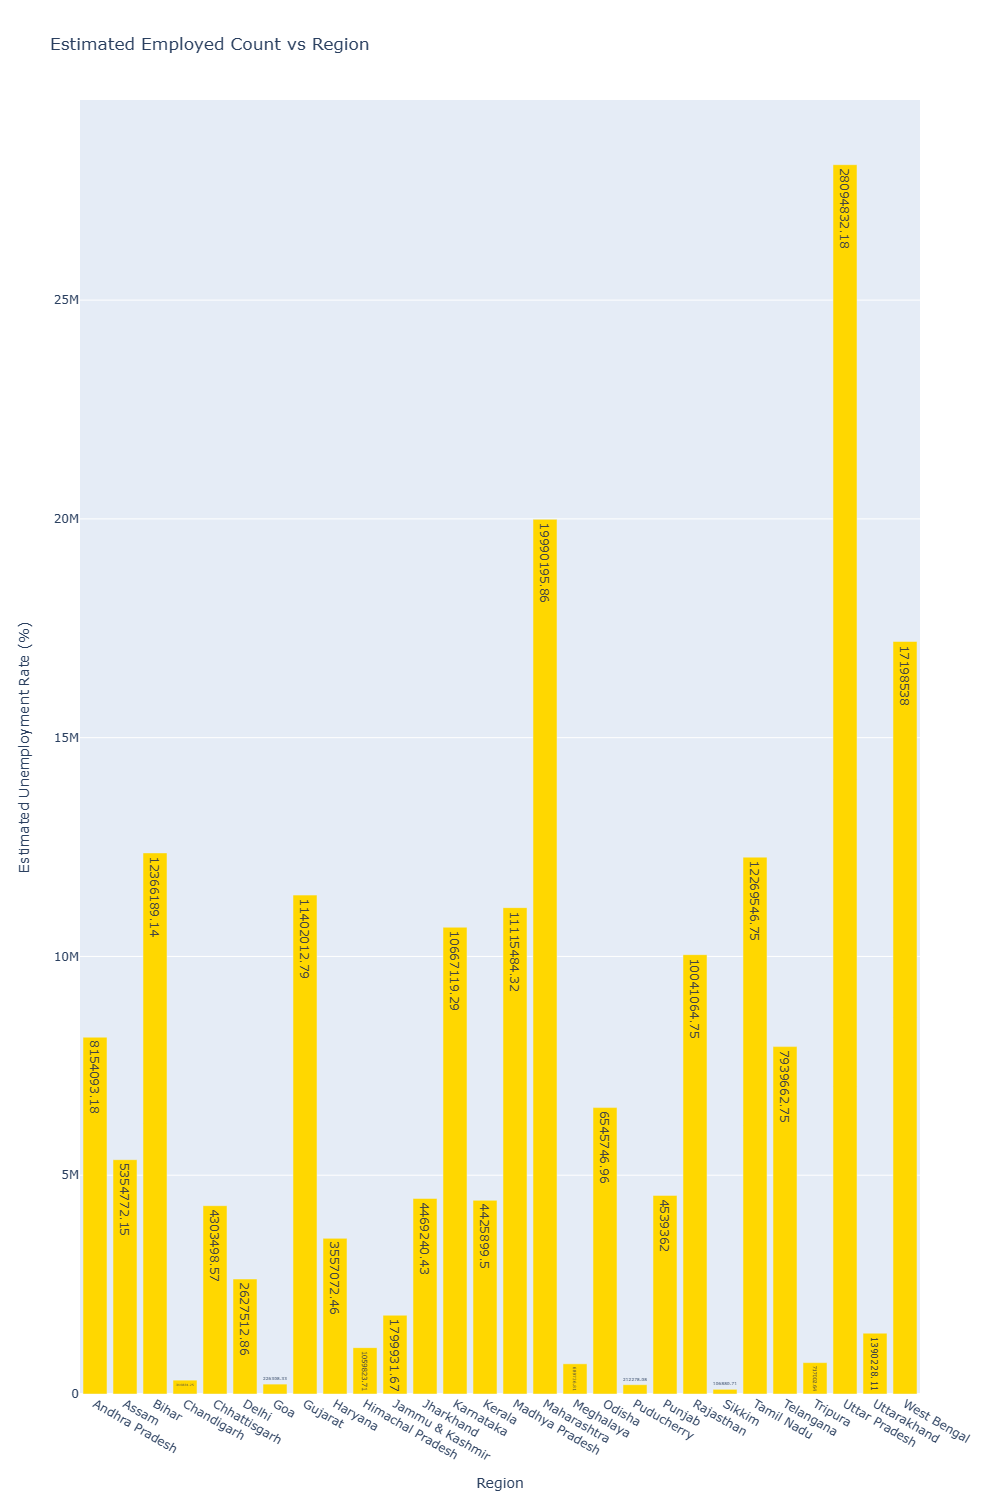 Estimated Employed Count vs Region
Estimated Unemployment Rate (%)
25M
20M
15M
10M
5M
0
8154093.18
5354772.15
12366189.14
4303498.57
2627512.86
11402012.79
3557072.46
1059823.71
1799931.67
4469240.43
10667119.29
4425899.5
11115484.32
19990195.86
6545746.96
4539362
10041064.75
12269546.75
7939662.75
28094832.18
1390228.11
17198538
Andhra Pradesh
Assam
Bihar
Chandigarh
Chhattisgarh
Delhi
Goa
Gujarat
Haryana
Himachal Pradesh
Jammu & Kashmir
Jharkhand
Karnataka
Kerala
Madhya Pradesh
Maharashtra
Meghalaya
Odisha
Puducherry
Punjab
Rajasthan
Sikkim
Tamil Nadu
Telangana
Tripura
Uttar Pradesh
Uttarakhand
West Bengal
Region